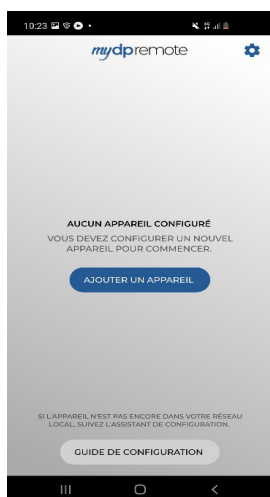 10:23
mydpremote
AUCUN APPAREIL CONFIGURÉ
VOUS DEVEZ CONFIGURER UN NOUVEL
APPAREIL POUR COMMENCER.
AJOUTER UN APPAREIL
SI L'APPAREIL N'EST PAS ENCORE DANS VOTRE RÉSEAU
LOCAL, SUIVEZ L'ASSISTANT DE CONFIGURATION.
GUIDE DE CONFIGURATION